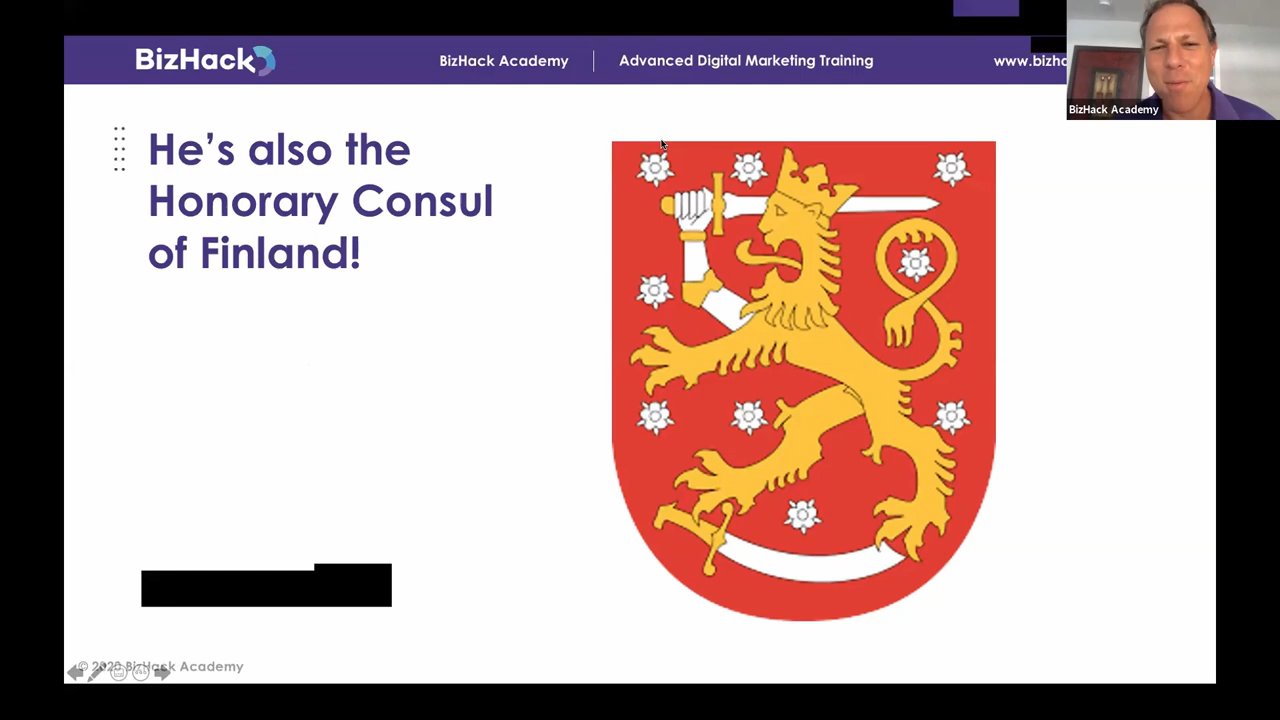 BizHack
BizHack Academy
Advanced Digital Marketing Training
www.bizha
BizHack Academy
He's also the
Honorary Consul
of Finland!
© 2020 BizHack Academy